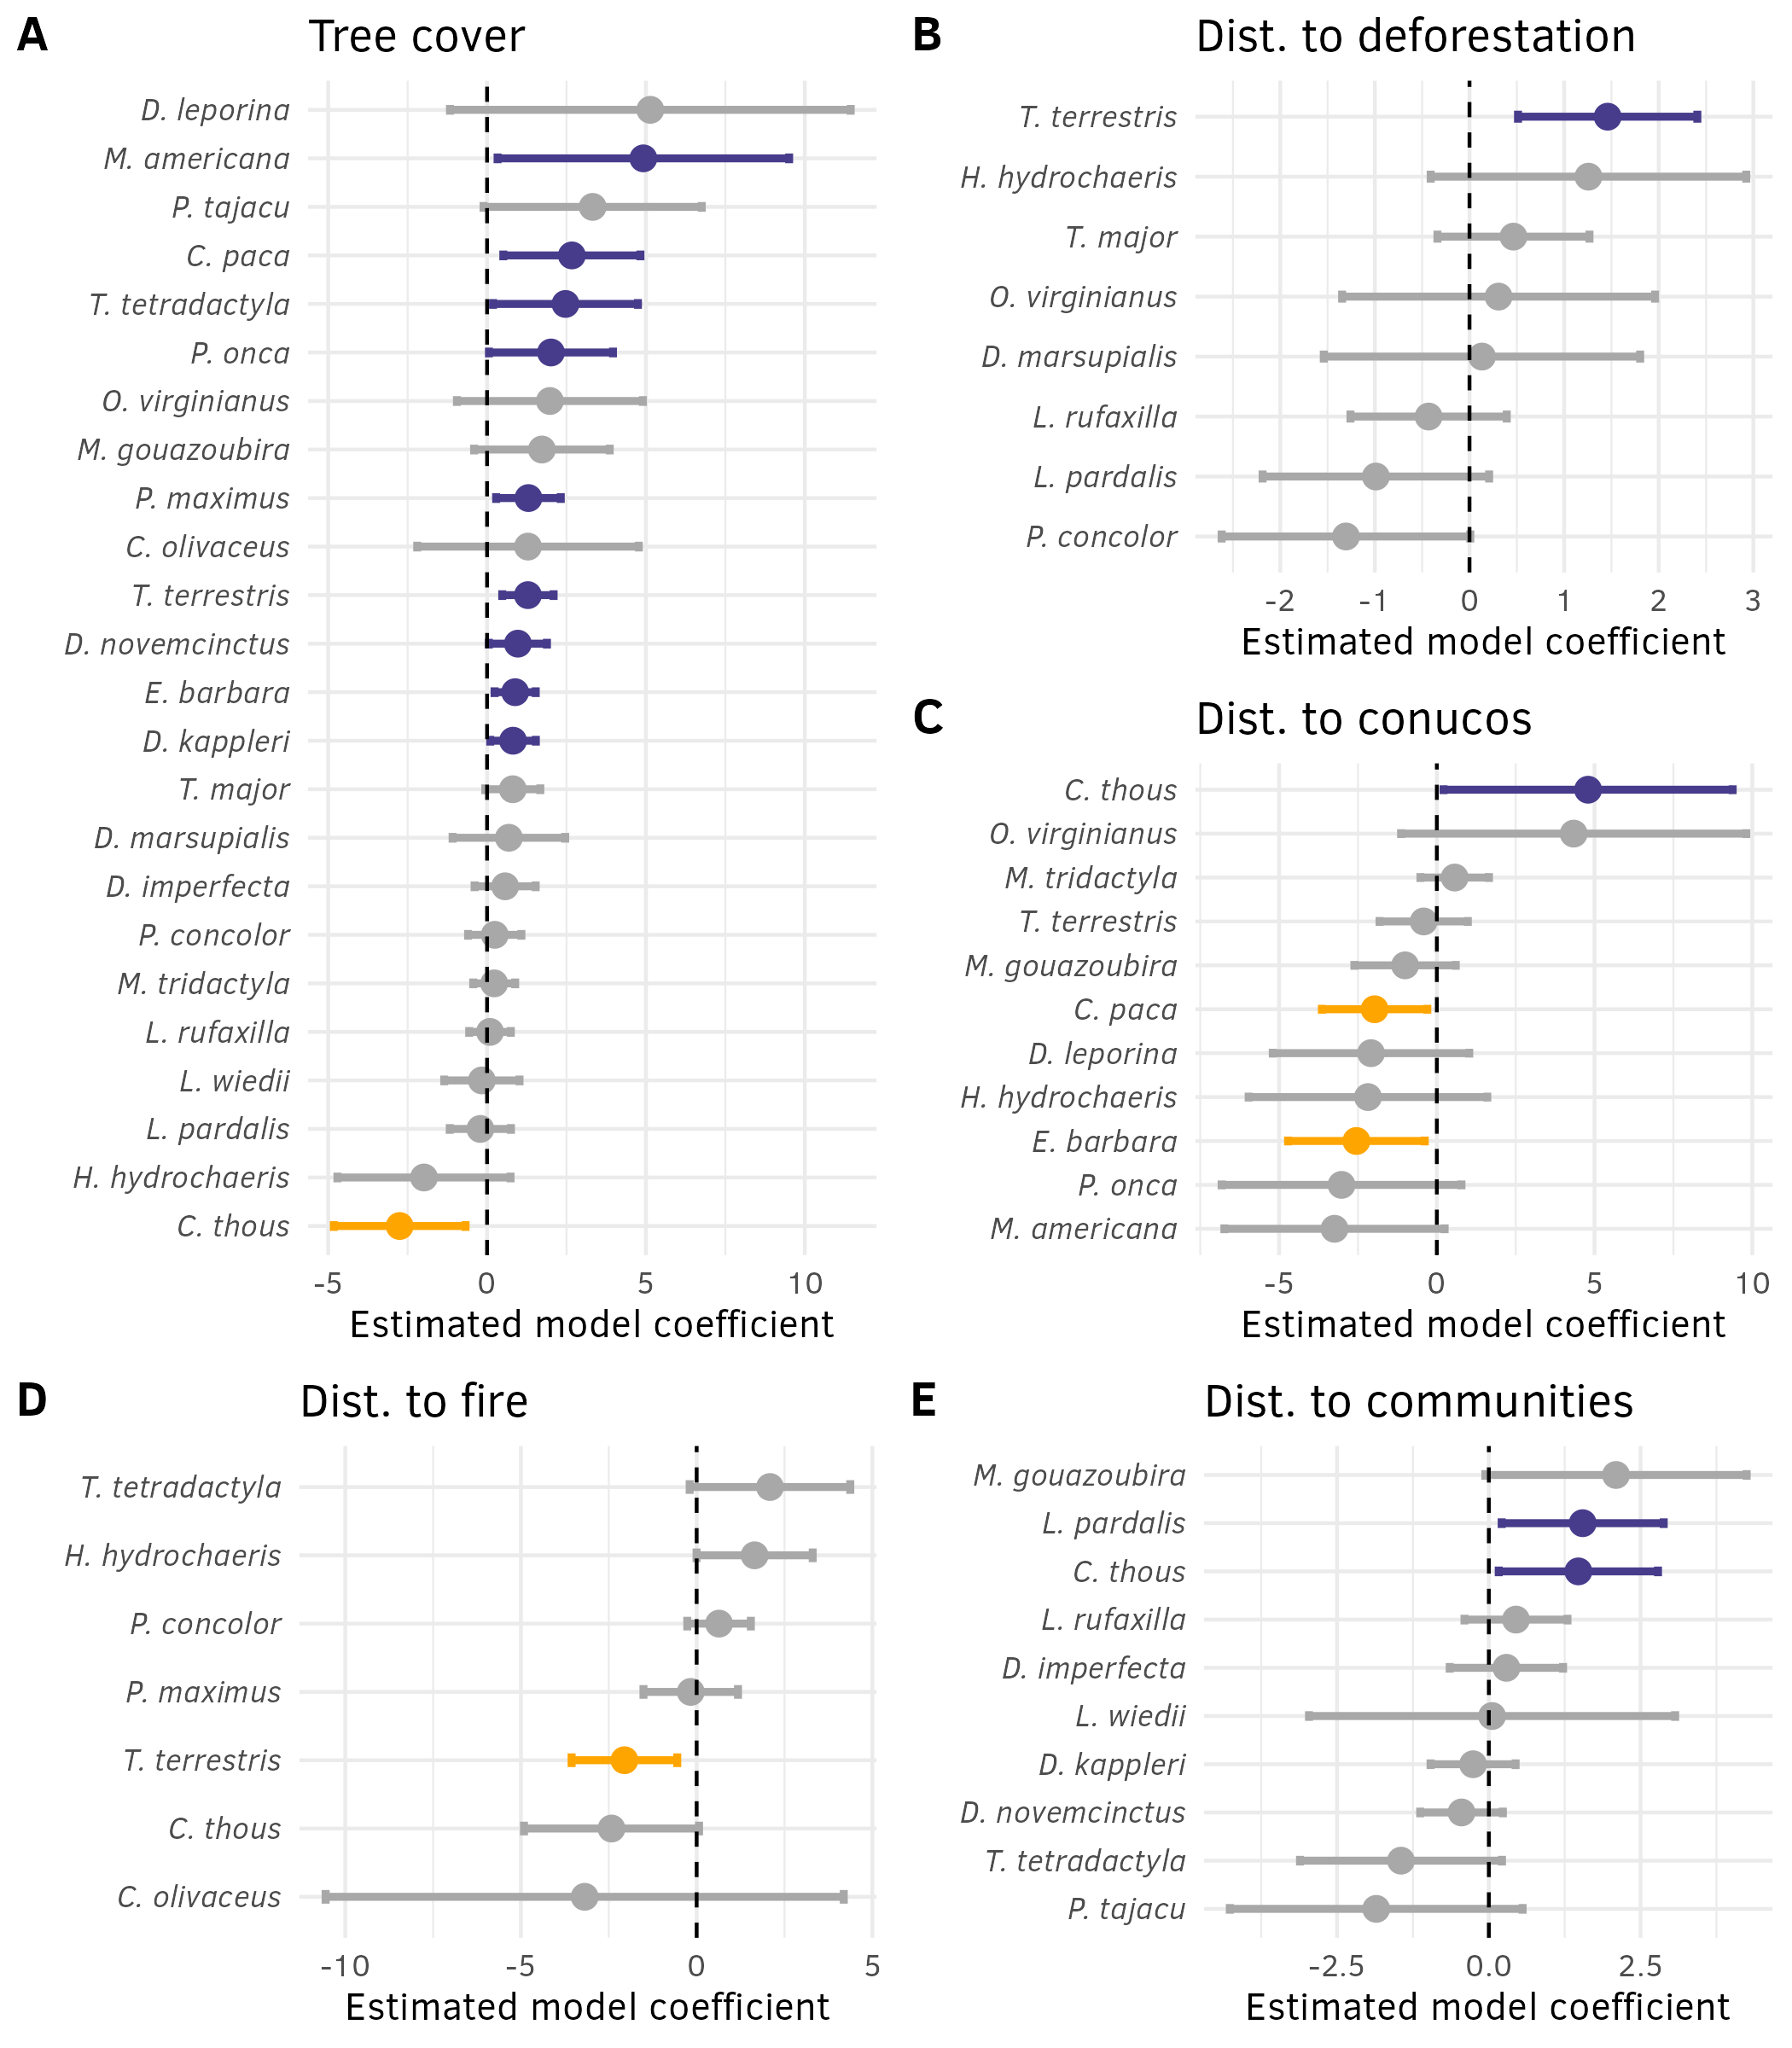 A
Tree cover
D. leporina
M. americana
P. tajacu
C. paca
T. tetradactyla
P. onca
O. virginianus
M. gouazoubira
P. maximus
C. olivaceus
T. terrestris
D. novemcinctus
E. barbara
D. kappleri
T. major
D. marsupialis
D. imperfecta
P. concolor
M. tridactyla
L. rufaxilla
L. wiedii
L. pardalis
H. hydrochaeris
C. thous
-5 0 5 10
Estimated model coefficient
B
Dist. to deforestation
T. terrestris
H. hydrochaeris
T. major
O. virginianus
D. marsupialis
L. rufaxilla
L. pardalis
P. concolor
-2 -1 0 1 2 3
Estimated model coefficient
C
Dist. to conucos
C. thous
O. virginianus
M. tridactyla
T. terrestris
M. gouazoubira
C. paca
D. leporina
H. hydrochaeris
E. barbara
P. onca
M. americana
-5 0 5 10
Estimated model coefficient
D
Dist. to fire
T. tetradactyla
H. hydrochaeris
P. concolor
P. maximus
T. terrestris
C. thous
C. olivaceus
-10 -5 0 5
Estimated model coefficient
E
Dist. to communities
M. gouazoubira
L. pardalis
C. thous
L. rufaxilla
D. imperfecta
L. wiedii
D. kappleri
D. novemcinctus
T. tetradactyla
P. tajacu
-2.5 0.0 2.5
Estimated model coefficient